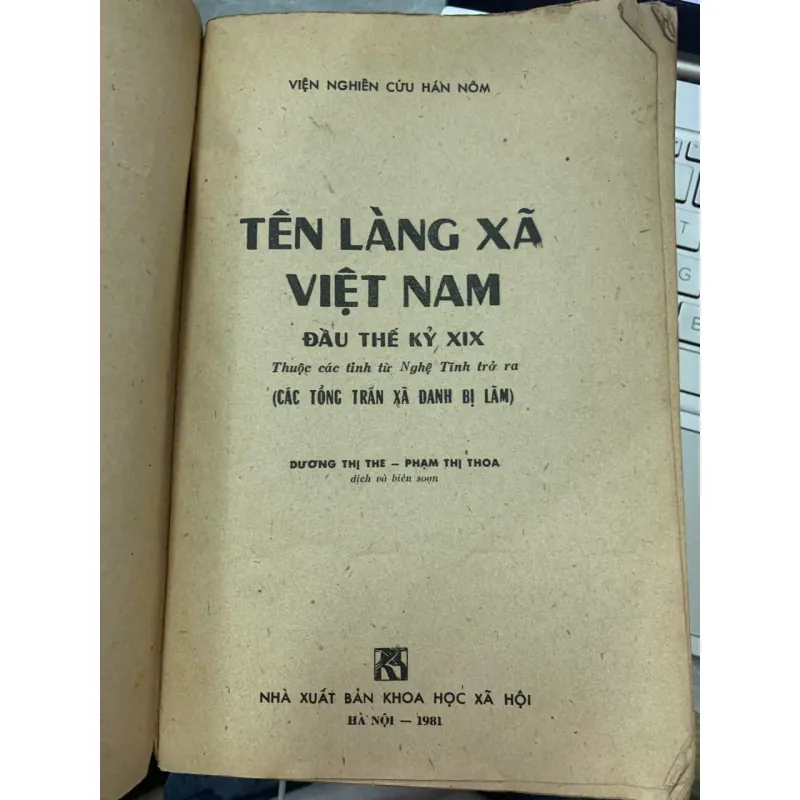 VIỆN NGHIÊN CỨU HÁN NÔM
TÊN LÀNG XÃ
VIỆT NAM
ĐẦU THẾ KỶ XIX
Thuộc các tỉnh từ Nghệ Tĩnh trở ra
(CÁC TỔNG TRẤN XÃ DANH BỊ LÃM)
DƯƠNG THỊ THE – PHẠM THỊ THOA
dịch và biên soạn
NHÀ XUẤT BẢN KHOA HỌC XÃ HỘI
HÀ NỘI — 1981
T
G